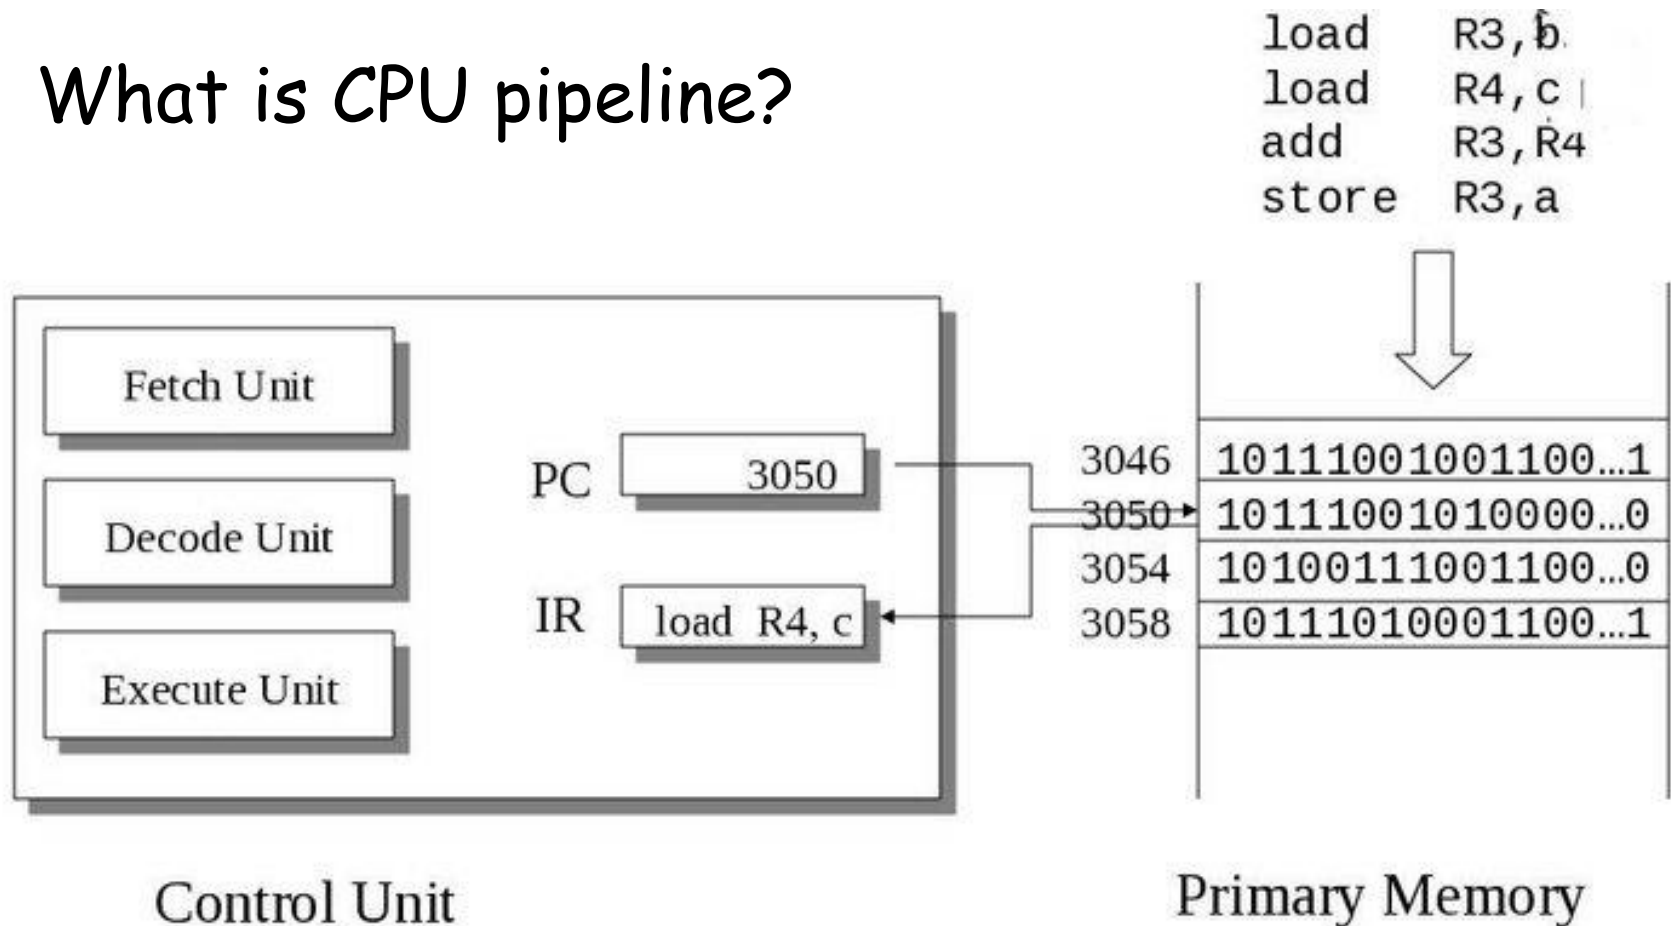 What is CPU pipeline?
load R3,b
load R4,c
add R3,R4
store R3,a
Fetch Unit
Decode Unit
Execute Unit
PC 3050
IR load R4, c
3046 10111001001100...1
3050 10111001010000...0
3054 10100111001100...0
3058 10111010001100...1
Control Unit
Primary Memory